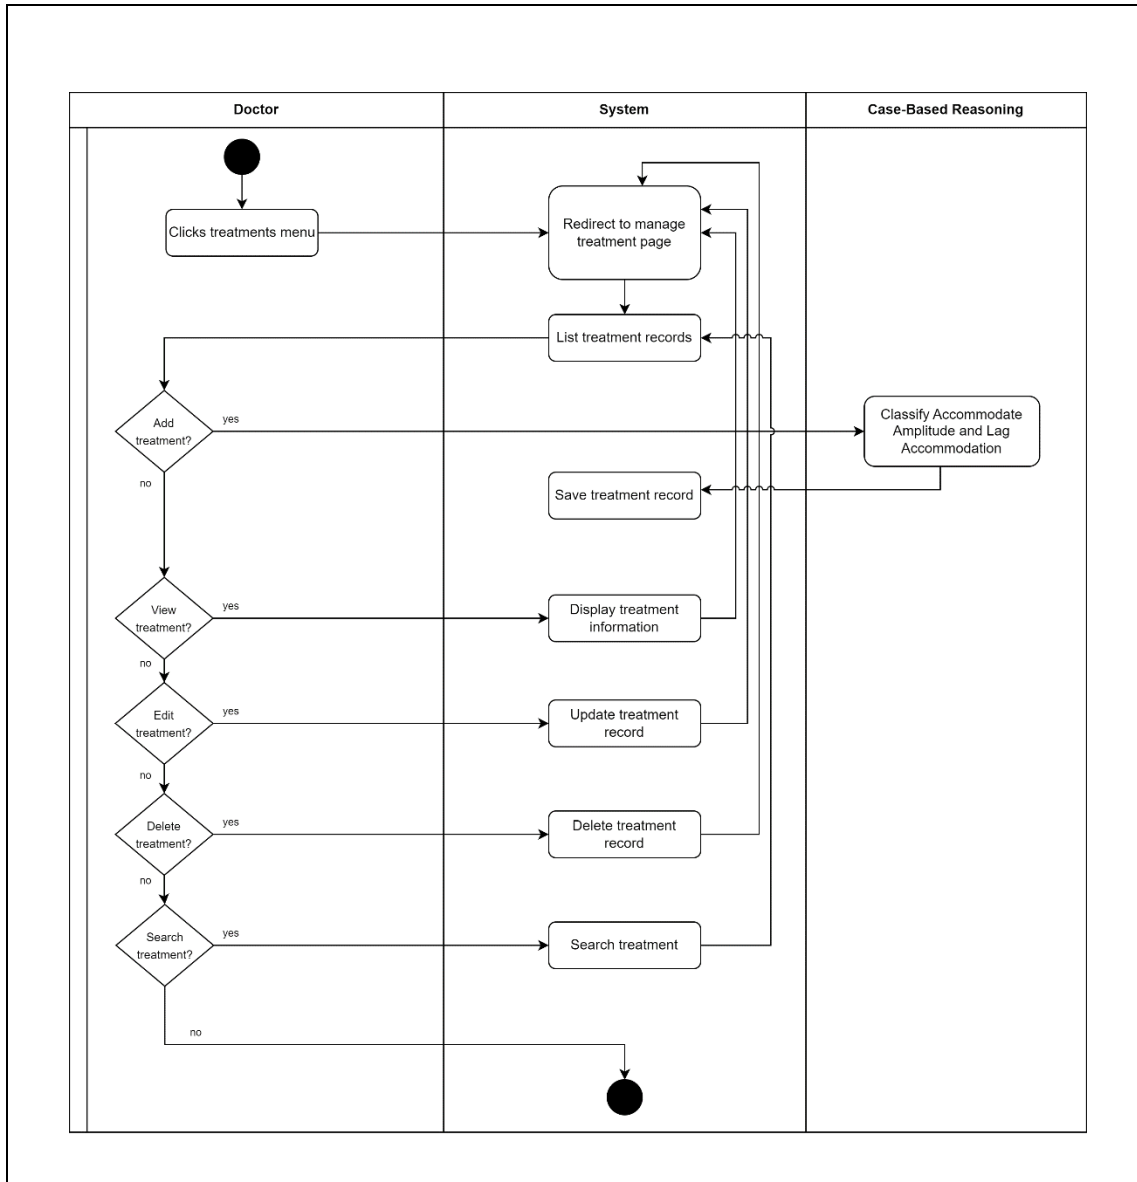 Doctor
System
Case-Based Reasoning
Clicks treatments menu
Redirect to manage
treatment page
List treatment records
Add
treatment?
yes
no
Classify Accommodate
Amplitude and Lag
Accommodation
Save treatment record
View
treatment?
yes
no
Display treatment
information
Edit
treatment?
yes
no
Update treatment
record
Delete
treatment?
yes
no
Delete treatment
record
Search
treatment?
yes
no
Search treatment